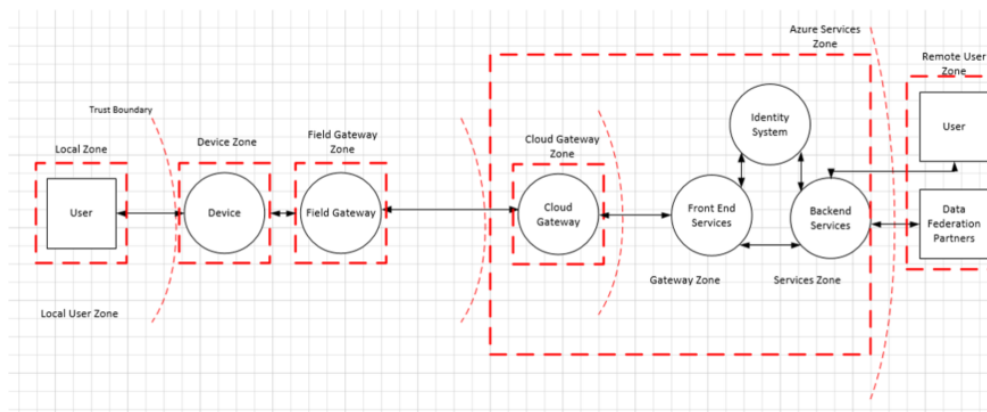 Azure Services
Zone
Remote User
Zone
Trust Boundary
Local Zone
Device Zone
Field Gateway
Zone
Cloud Gateway
Zone
Identity
System
User
User
Device
Field Gateway
Cloud
Gateway
Front End
Services
Backend
Services
Data
Federation
Partners
Gateway Zone
Services Zone
Local User Zone